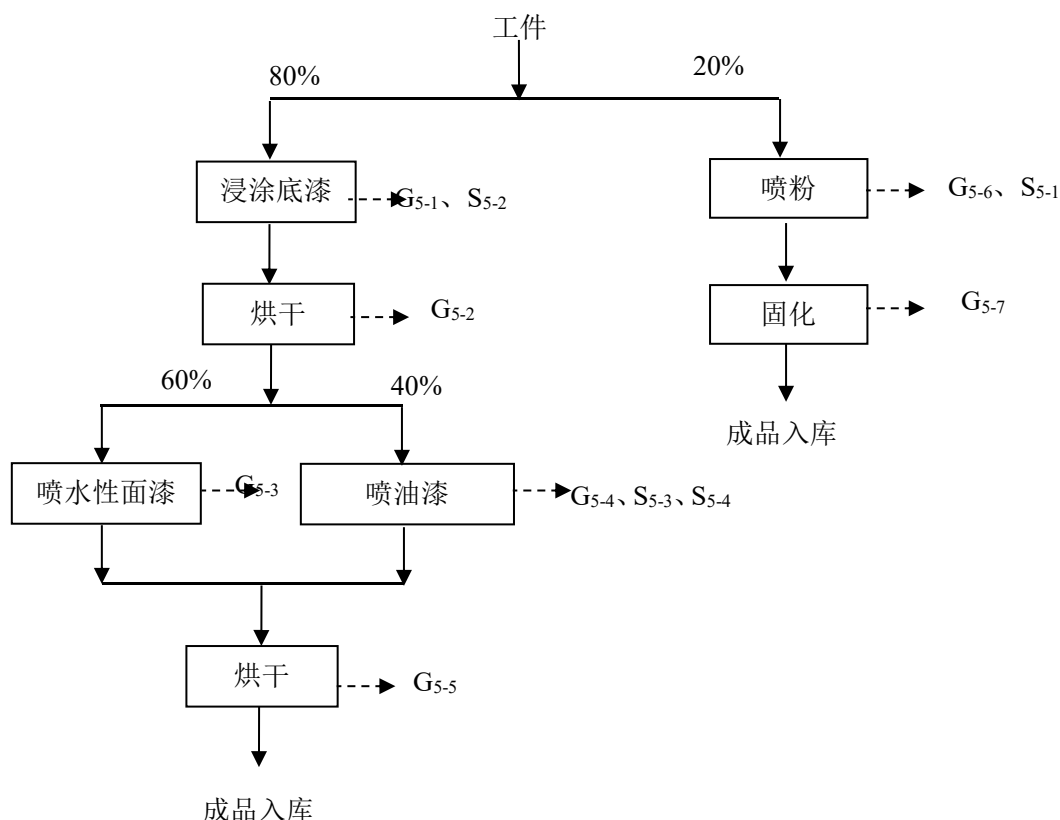 工件
80%
20%
浸涂底漆
G5-1、S5-2
喷粉
G5-6、S5-1
烘干
G5-2
固化
G5-7
60%
40%
成品入库
喷水性面漆
G5-3
喷油漆
G5-4、S5-3、S5-4
烘干
G5-5
成品入库